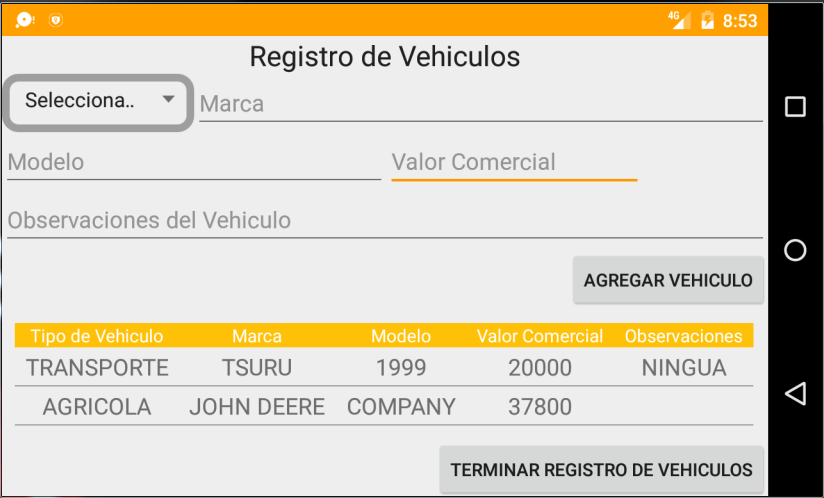 4G 8:53
Registro de Vehiculos
Selecciona.. Marca
Modelo Valor Comercial
Observaciones del Vehiculo
AGREGAR VEHICULO
Tipo de Vehiculo Marca Modelo Valor Comercial Observaciones
TRANSPORTE TSURU 1999 20000 NINGUA
AGRICOLA JOHN DEERE COMPANY 37800
TERMINAR REGISTRO DE VEHICULOS